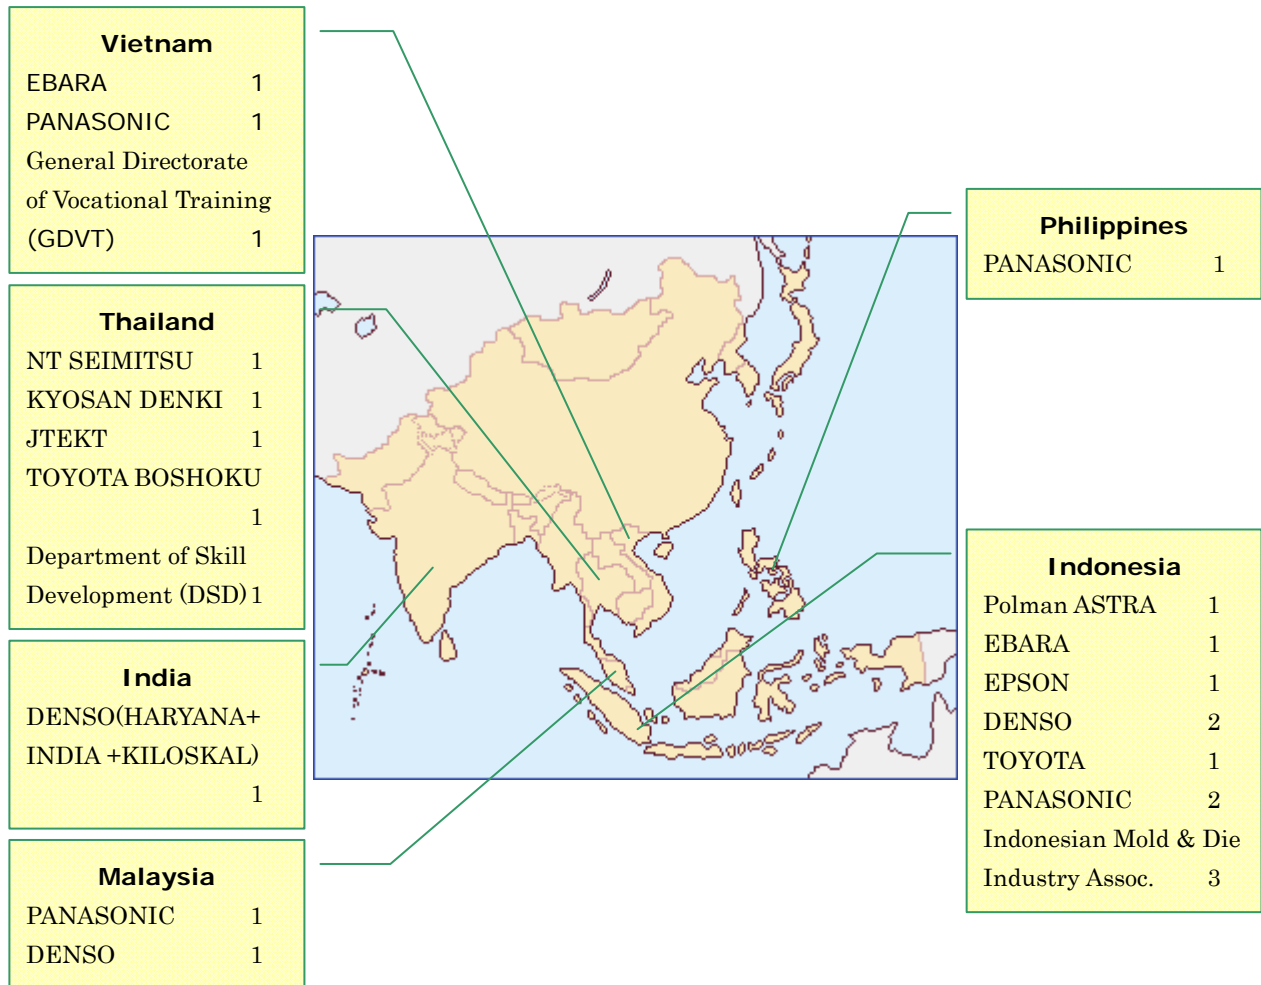 Vietnam
EBARA 1
PANASONIC 1
General Directorate
of Vocational Training
(GDVT) 1
Thailand
NT SEIMITSU 1
KYOSAN DENKI 1
JTEKT 1
TOYOTA BOSHOKU
1
Department of Skill
Development (DSD) 1
India
DENSO(HARYANA+
INDIA +KILOSKAL)
1
Malaysia
PANASONIC 1
DENSO 1
Philippines
PANASONIC 1
Indonesia
Polman ASTRA 1
EBARA 1
EPSON 1
DENSO 2
TOYOTA 1
PANASONIC 2
Indonesian Mold & Die
Industry Assoc. 3